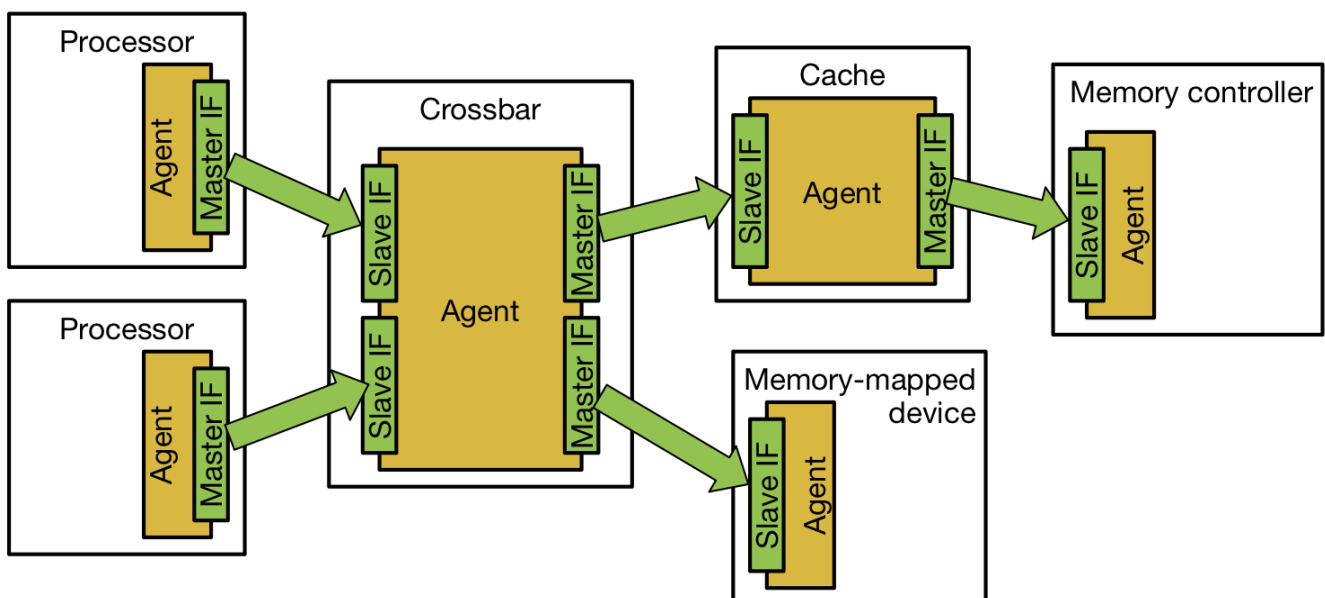 Processor
Agent
Master IF
Processor
Agent
Master IF
Crossbar
Slave IF
Slave IF
Agent
Master IF
Master IF
Cache
Slave IF
Agent
Master IF
Memory controller
Slave IF
Agent
Memory-mapped
device
Slave IF
Agent